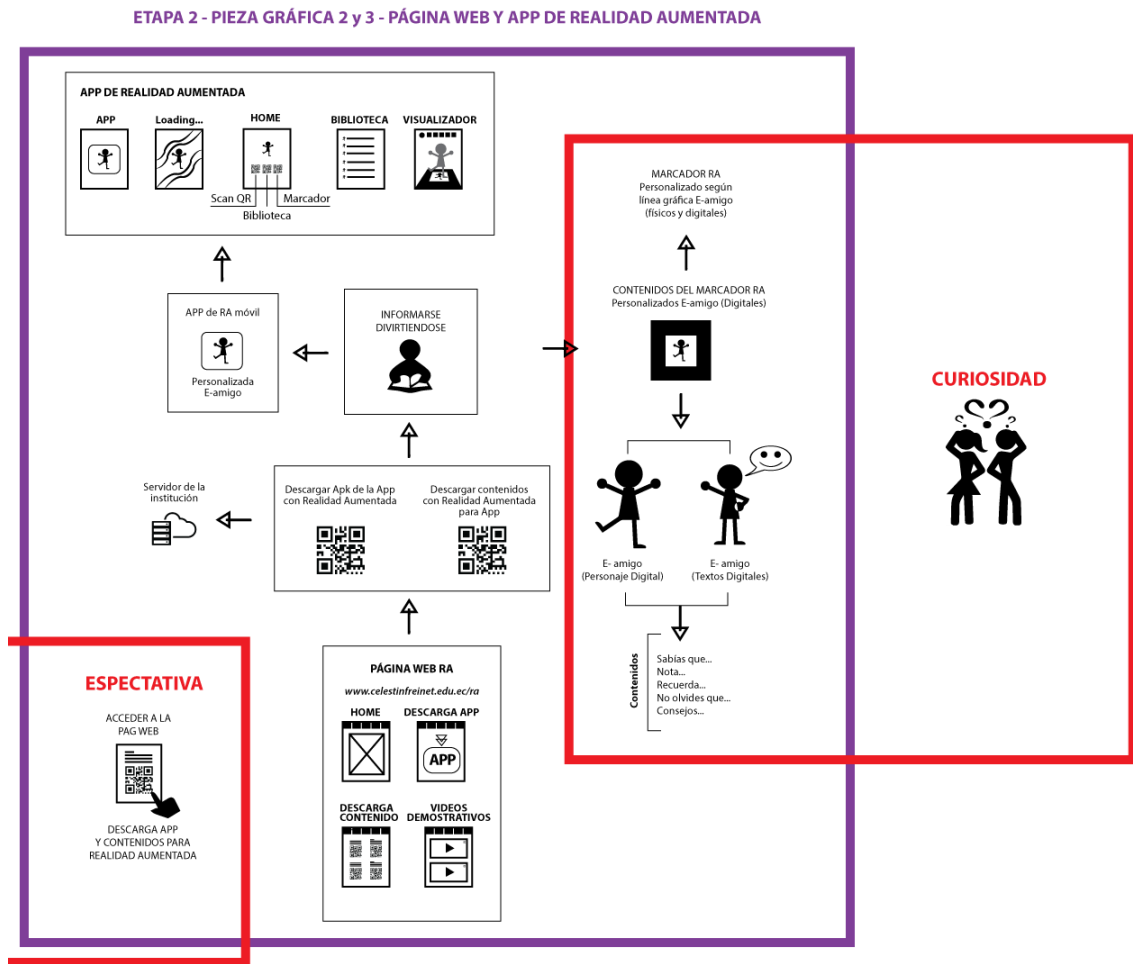 ETAPA 2 - PIEZA GRÁFICA 2 y 3 - PÁGINA WEB Y APP DE REALIDAD AUMENTADA
APP DE REALIDAD AUMENTADA
APP
Loading...
HOME
BIBLIOTECA
VISUALIZADOR
Scan QR
Marcador
Biblioteca
MARCADOR RA
Personalizado según
línea gráfica E-amigo
(físicos y digitales)
CONTENIDOS DEL MARCADOR RA
Personalizados E-amigo (Digitales)
APP de RA móvil
Personalizada
E-amigo
INFORMARSE
DIVIRTIENDOSE
CURIOSIDAD
Servidor de la
institución
Descargar Apk de la App
con Realidad Aumentada
Descargar contenidos
con Realidad Aumentada
para App
E- amigo
(Personaje Digital)
E- amigo
(Textos Digitales)
Contenidos
Sabías que...
Nota...
Recuerda...
No olvides que...
Consejos...
ESPECTATIVA
ACCEDER A LA
PAG WEB
DESCARGA APP
Y CONTENIDOS PARA
REALIDAD AUMENTADA
PÁGINA WEB RA
www.celestinfreinet.edu.ec/ra
HOME
DESCARGA APP
APP
DESCARGA
CONTENIDO
VIDEOS
DEMOSTRATIVOS